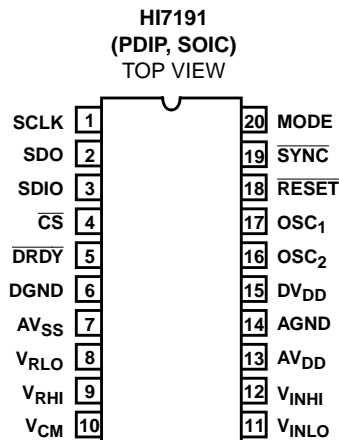 HI7191
(PDIP, SOIC)
TOP VIEW
SCLK 1 20 MODE
SDO 2 19 SYNC
SDIO 3 18 RESET
CS 4 17 OSC1
DRDY 5 16 OSC2
DGND 6 15 DVDD
AVSS 7 14 AGND
VRLO 8 13 AVDD
VRHI 9 12 VINHI
VCM 10 11 VINLO